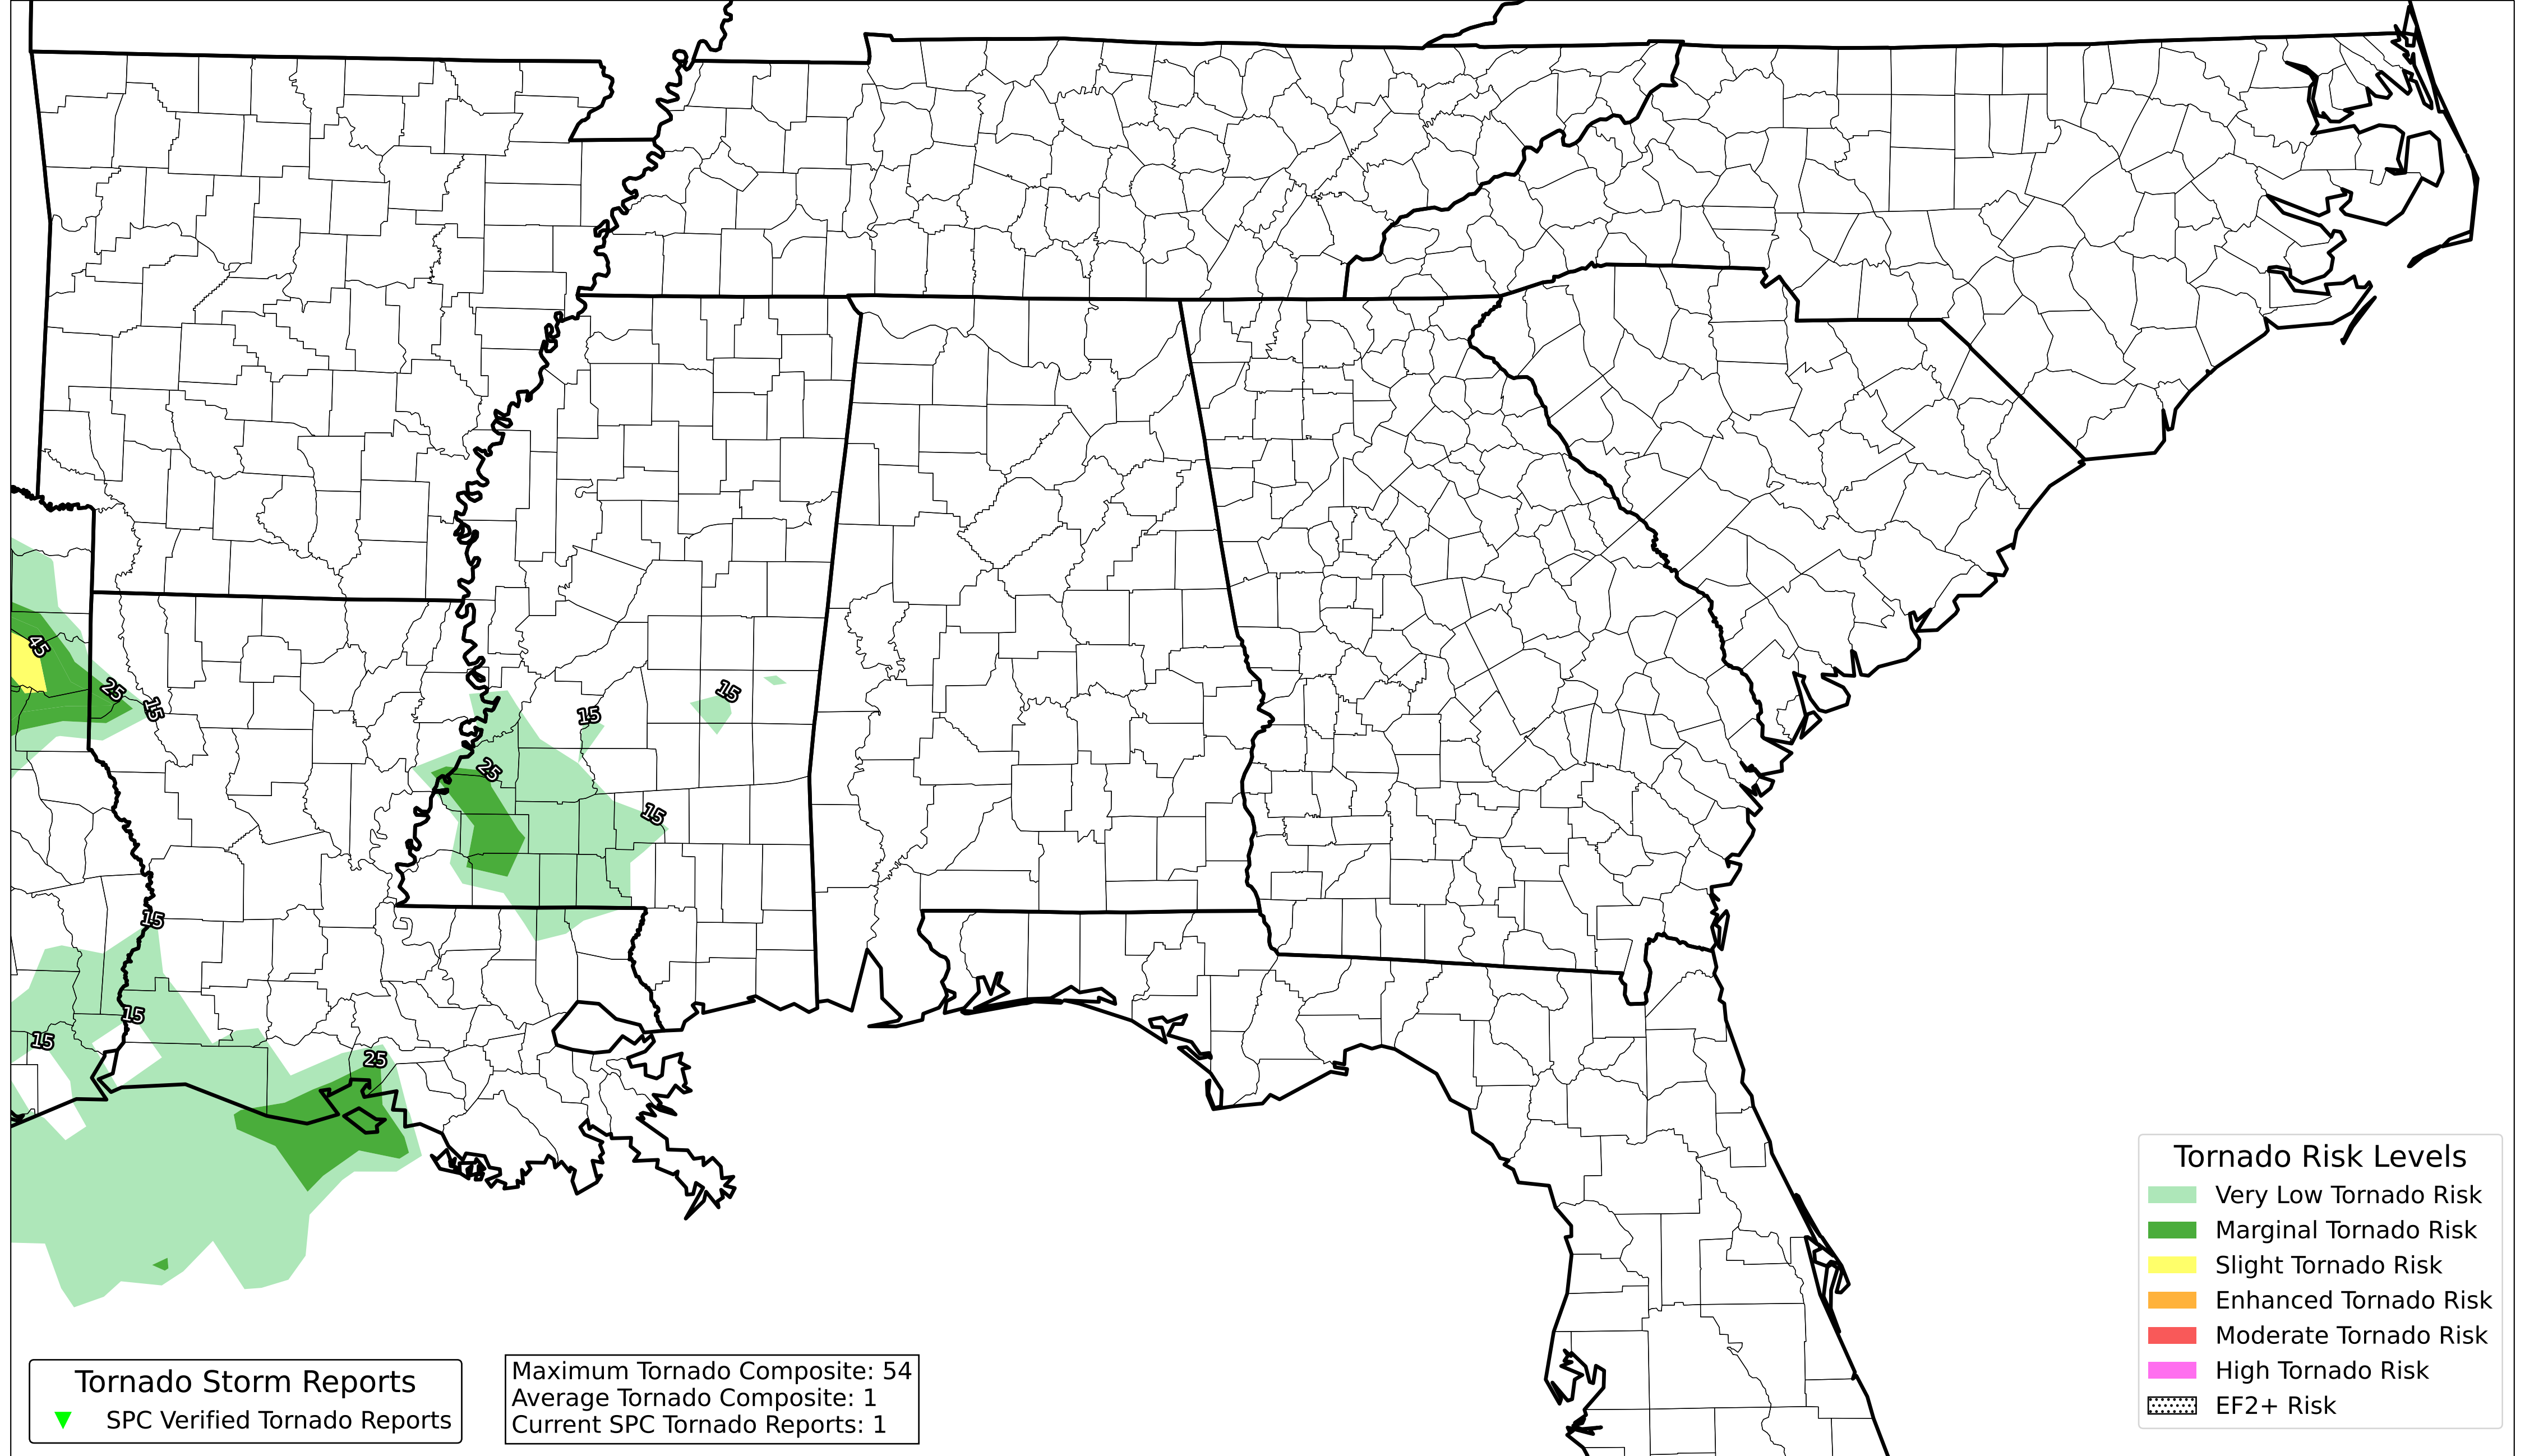 45
25
15
15
15
25
15
15
15
15
25
Tornado Risk Levels
Very Low Tornado Risk
Marginal Tornado Risk
Slight Tornado Risk
Enhanced Tornado Risk
Moderate Tornado Risk
High Tornado Risk
EF2+ Risk
Tornado Storm Reports
SPC Verified Tornado Reports
Maximum Tornado Composite: 54
Average Tornado Composite: 1
Current SPC Tornado Reports: 1